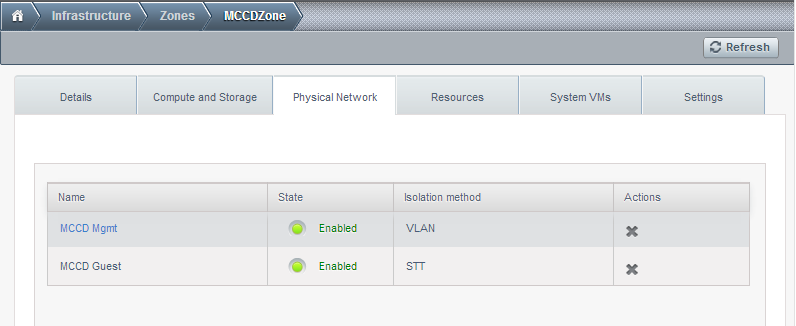 Infrastructure Zones MCCDZone
Refresh
Details Compute and Storage Physical Network Resources System VMs Settings
Name State Isolation method Actions
MCCD Mgmt Enabled VLAN
MCCD Guest Enabled STT